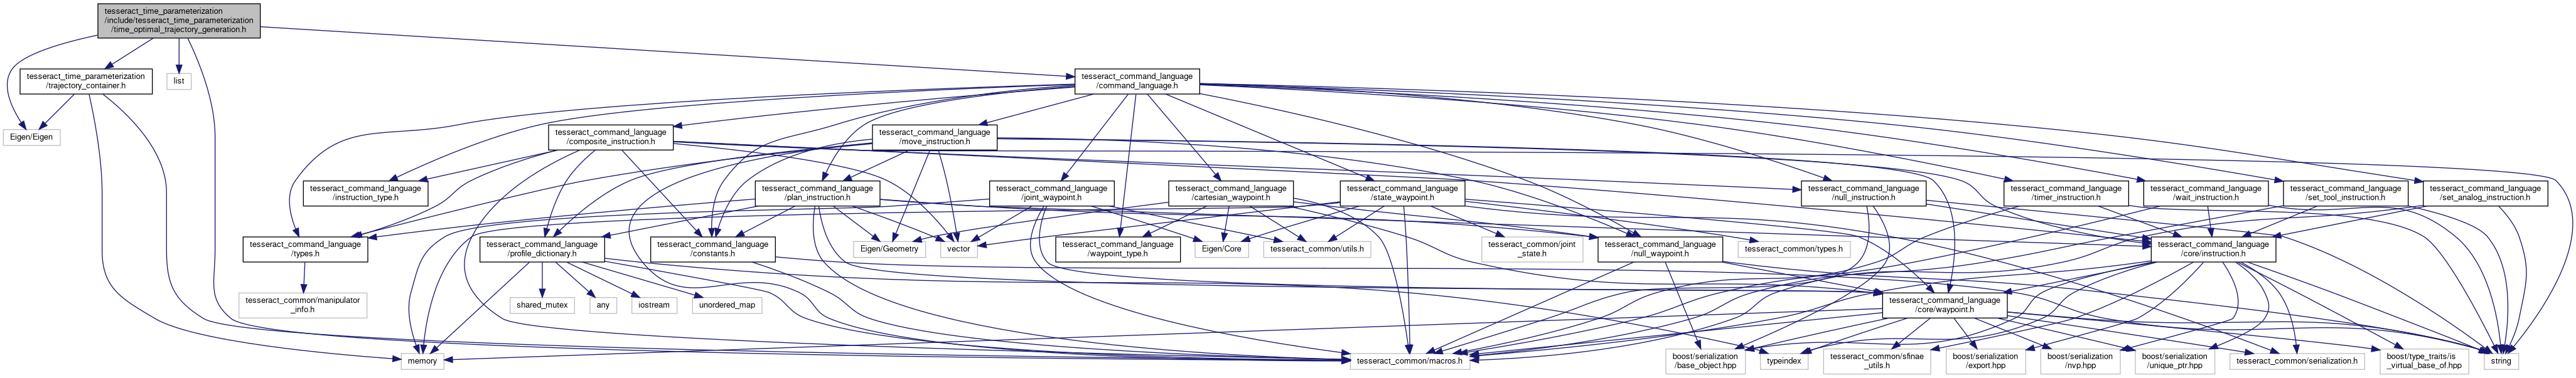 tesseract_time_parameterization
/include/tesseract_time_parameterization
/time_optimal_trajectory_generation.h
tesseract_time_parameterization
/trajectory_container.h
list
tesseract_command_language
/command_language.h
Eigen/Eigen
tesseract_command_language
/composite_instruction.h
tesseract_command_language
/move_instruction.h
tesseract_command_language
/instruction_type.h
tesseract_command_language
/plan_instruction.h
tesseract_command_language
/joint_waypoint.h
tesseract_command_language
/cartesian_waypoint.h
tesseract_command_language
/state_waypoint.h
tesseract_command_language
/null_instruction.h
tesseract_command_language
/timer_instruction.h
tesseract_command_language
/wait_instruction.h
tesseract_command_language
/set_tool_instruction.h
tesseract_command_language
/set_analog_instruction.h
tesseract_command_language
/types.h
tesseract_command_language
/profile_dictionary.h
tesseract_command_language
/constants.h
Eigen/Geometry
vector
tesseract_command_language
/waypoint_type.h
Eigen/Core
tesseract_common/utils.h
tesseract_common/joint
_state.h
tesseract_command_language
/null_waypoint.h
tesseract_common/types.h
tesseract_command_language
/core/instruction.h
tesseract_common/manipulator
_info.h
shared_mutex
any
iostream
unordered_map
tesseract_command_language
/core/waypoint.h
memory
tesseract_common/macros.h
boost/serialization
/base_object.hpp
typeindex
tesseract_common/sfinae
_utils.h
boost/serialization
/export.hpp
boost/serialization
/nvp.hpp
boost/serialization
/unique_ptr.hpp
tesseract_common/serialization.h
boost/type_traits/is
_virtual_base_of.hpp
string